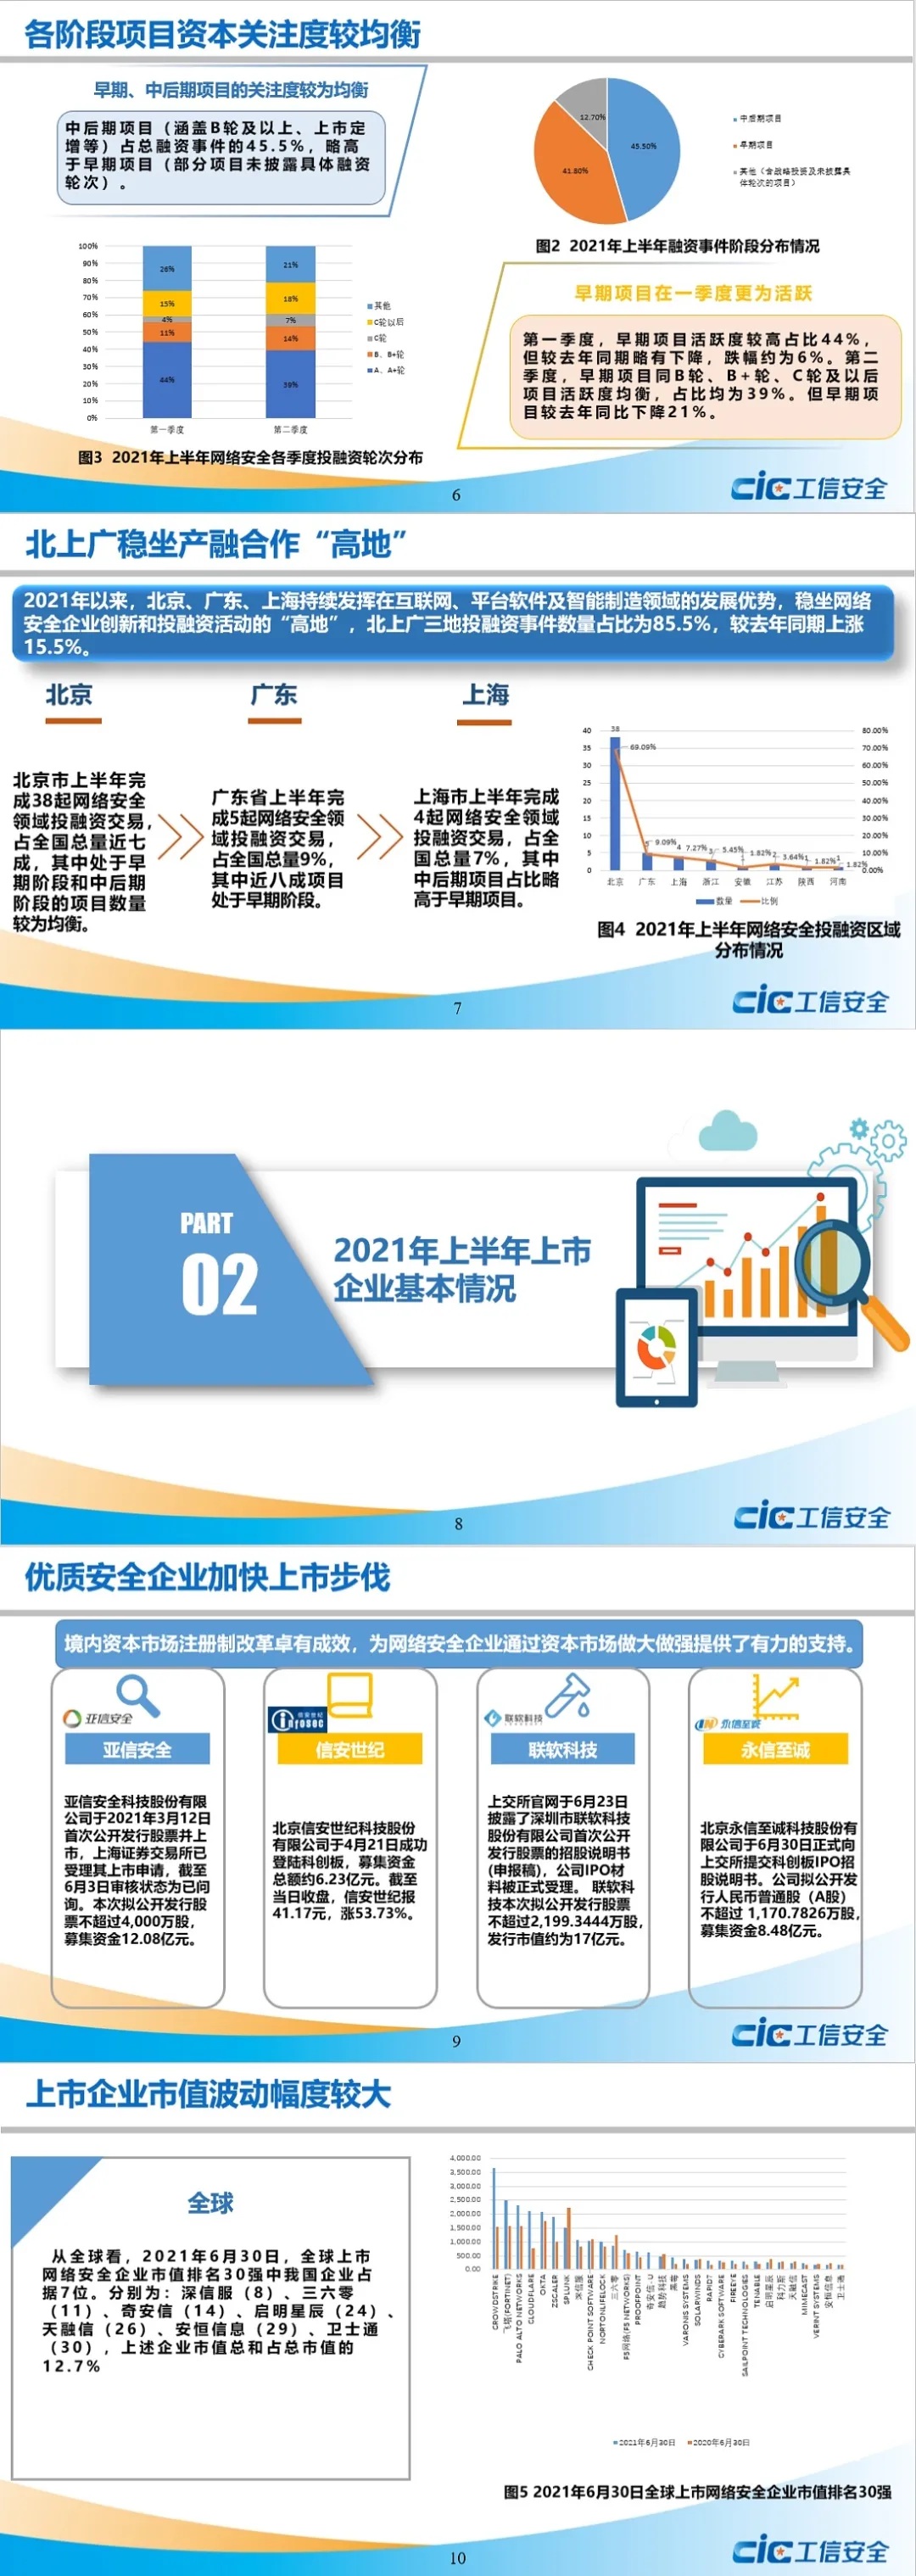 各阶段项目资本关注度较均衡
早期、中后期项目的关注度较为均衡
中后期项目（涵盖B轮及以上、上市定
增等）占总融资事件的45.5%，略高
于早期项目（部分项目未披露具体融资
轮次）。
12.70%
45.50%
41.80%
中后期项目
早期项目
其他（含战略投资及未披露具
体轮次的项目）
图2 2021年上半年融资事件阶段分布情况
100%
90%
80%
70%
60%
50%
40%
30%
20%
10%
0%
26%
15%
4%
11%
44%
21%
18%
7%
14%
39%
第一季度
第二季度
其他
C轮以后
C轮
B、B+轮
A、A+轮
图3 2021年上半年网络安全各季度投融资轮次分布
早期项目在一季度更为活跃
第一季度，早期项目活跃度较高占比44%，
但较去年同期略有下降，跌幅约为6%。第二
季度，早期项目同B轮、B+轮、C轮及以后
项目活跃度均衡，占比均为39%。但早期项
目较去年同比下降21%。
6
CIC工信安全
北上广稳坐产融合作“高地”
2021年以来，北京、广东、上海持续发挥在互联网、平台软件及智能制造领域的发展优势，稳坐网络
安全企业创新和投融资活动的“高地”，北上广三地投融资事件数量占比为85.5%，较去年同期上涨
15.5%。
北京
广东
上海
北京市上半年完
成38起网络安全
领域投融资交易，
占全国总量近七
成，其中处于早
期阶段和中后期
阶段的项目数量
较为均衡。
广东省上半年完
成5起网络安全领
域投融资交易，
占全国总量9%，
其中近八成项目
处于早期阶段。
上海市上半年完成
4起网络安全领域
投融资交易，占全
国总量7%，其中
中后期项目占比略
高于早期项目。
40
35
30
25
20
15
10
5
0
38
69.09%
5
9.09%
4
7.27%
3
5.45%
1
1.82%
2
3.64%
1
1.82%
1
1.82%
80.00%
70.00%
60.00%
50.00%
40.00%
30.00%
20.00%
10.00%
0.00%
北京 广东 上海 浙江 安徽 江苏 陕西 河南
数量 比例
图4 2021年上半年网络安全投融资区域
分布情况
7
CIC工信安全
PART
02
2021年上半年上市
企业基本情况
8
CIC工信安全
优质安全企业加快上市步伐
境内资本市场注册制改革卓有成效，为网络安全企业通过资本市场做大做强提供了有力的支持。
亚信安全
亚信安全
亚信安全科技股份有限
公司于2021年3月12日
首次公开发行股票并上
市，上海证券交易所已
受理其上市申请，截至
6月3日审核状态为已问
询。本次拟公开发行股
票不超过4,000万股，
募集资金12.08亿元。
信安世纪
infosec
信安世纪
北京信安世纪科技股份
有限公司于4月21日成功
登陆科创板，募集资金
总额约6.23亿元。截至
当日收盘，信安世纪报
41.17元，涨53.73%。
联软科技
联软科技
上交所官网于6月23日
披露了深圳市联软科技
股份有限公司首次公开
发行股票的招股说明书
(申报稿)，公司IPO材
料被正式受理。 联软科
技本次拟公开发行股票
不超过2,199.3444万股，
发行市值约为17亿元。
永信至诚
永信至诚
北京永信至诚科技股份有
限公司于6月30日正式向
上交所提交科创板IPO招
股说明书。公司拟公开发
行人民币普通股（A股）
不超过 1,170.7826万股，
募集资金8.48亿元。
9
CIC工信安全
上市企业市值波动幅度较大
全球
从全球看，2021年6月30日，全球上市
网络安全企业市值排名30强中我国企业占
据7位。分别为：深信服（8）、三六零
（11）、奇安信（14）、启明星辰（24）、
天融信（26）、安恒信息（29）、卫士通
（30），上述企业市值总和占总市值的
12.7%
4,000.00
3,500.00
3,000.00
2,500.00
2,000.00
1,500.00
1,000.00
500.00
0.00
CROWDSTRIKE
飞塔(FORTINET)
PALO ALTO NETWORKS
CLOUDFLARE
OKTA
ZSCALER
SPLUNK
深信服
CHECK POINT SOFTWARE
NORTONLIFELOCK
三六零
F5网络(F5 NETWORKS)
PROOFPOINT
奇安信-U
趋势科技
VARONIS SYSTEMS
SOLARWINDS
RAPID7
CYBERARK SOFTWARE
FIREEYE
SAILPOINT TECHNOLOGIES
TENABLE
启明星辰
科力斯
天融信
MIMECAST
VERINT SYSTEMS
安恒信息
卫士通
2021年6月30日 2020年6月30日
图5 2021年6月30日全球上市网络安全企业市值排名30强
10
CIC工信安全